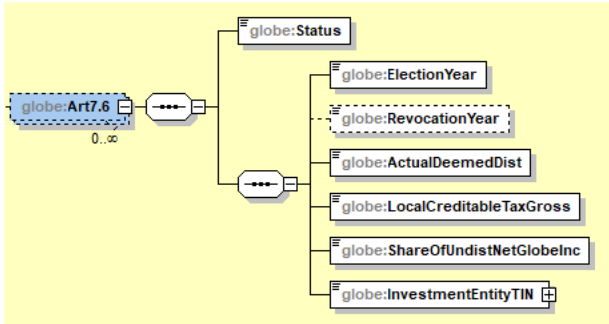 globe:Status
globe:ElectionYear
globe:Art7.6
globe:RevocationYear
0..∞
globe:ActualDeemedDist
globe:LocalCreditableTaxGross
globe:ShareOfUndistNetGlobeInc
globe:InvestmentEntityTIN